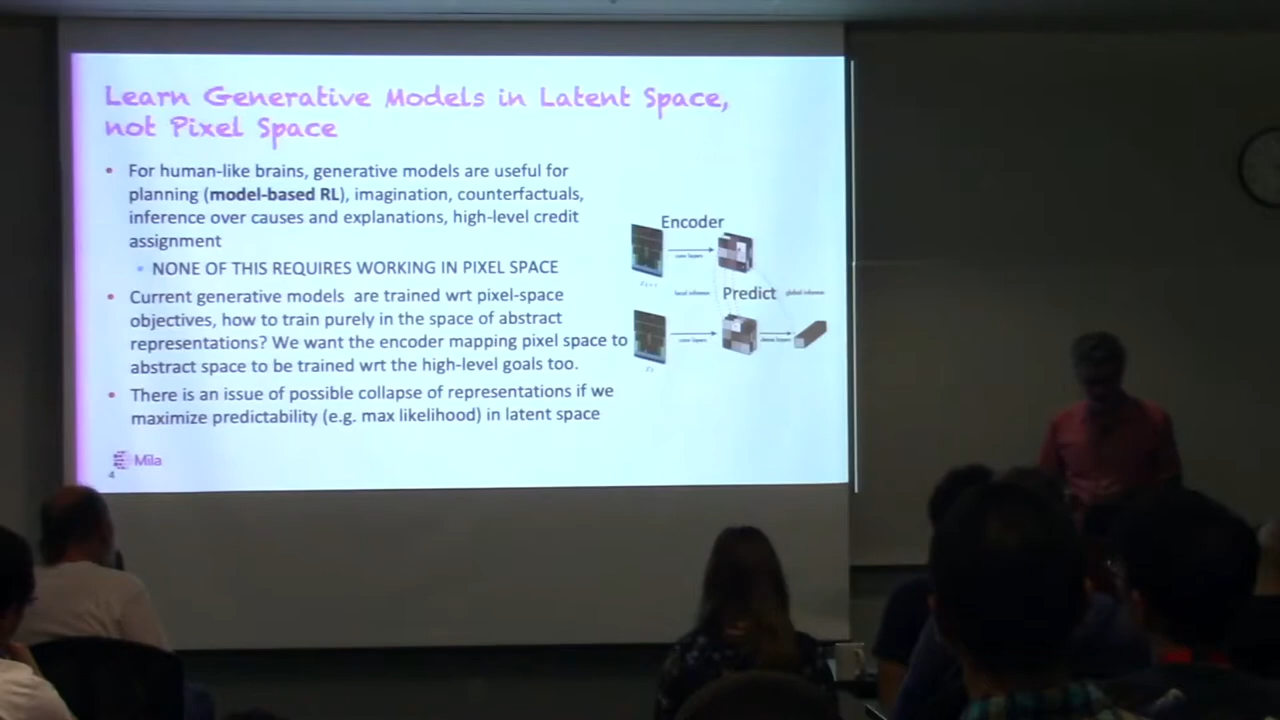 Learn Generative Models in Latent Space,
not Pixel Space
• For human-like brains, generative models are useful for
planning (model-based RL), imagination, counterfactuals,
inference over causes and explanations, high-level credit
assignment
• NONE OF THIS REQUIRES WORKING IN PIXEL SPACE
• Current generative models are trained wrt pixel-space
objectives, how to train purely in the space of abstract
representations? We want the encoder mapping pixel space to
abstract space to be trained wrt the high-level goals too.
• There is an issue of possible collapse of representations if we
maximize predictability (e.g. max likelihood) in latent space
Encoder
Predict
Mila
4